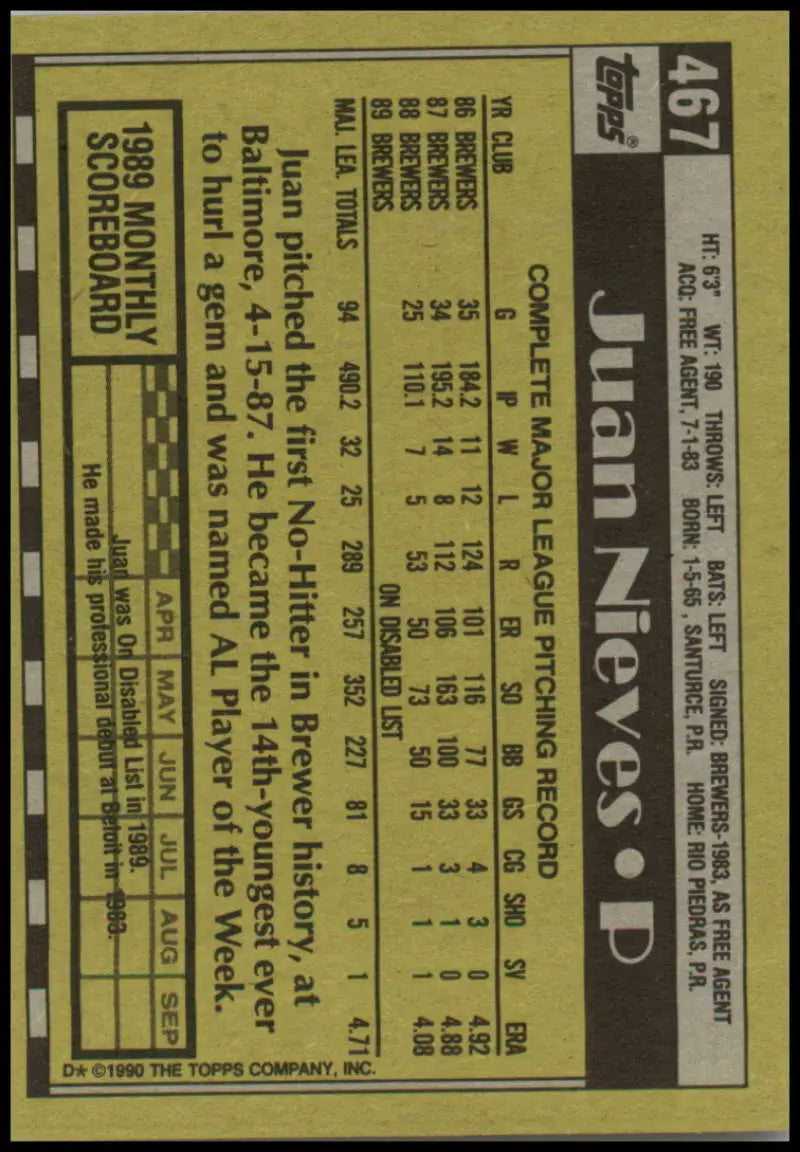 467
topps®
HT: 6'3" WT: 190 THROWS: LEFT BATS: LEFT SIGNED: BREWERS-1983, AS FREE AGENT
ACQ: FREE AGENT, 7-1-83 BORN: 1-5-65, SANTURCE, P.R. HOME: RIO PIEDRAS, P.R.
Juan Nieves • P
COMPLETE MAJOR LEAGUE PITCHING RECORD
YR CLUB G IP W L R ER SO BB GS CG SHO SV ERA
86 BREWERS 35 184.2 11 12 124 101 116 77 33 4 3 0 4.92
87 BREWERS 34 195.2 14 8 112 106 163 100 33 3 1 0 4.88
88 BREWERS 25 110.1 7 5 53 50 73 50 15 1 1 1 4.08
89 BREWERS ON DISABLED LIST
MAJ. LEA. TOTALS 94 490.2 32 25 289 257 352 227 81 8 5 1 4.71
Juan pitched the first No-Hitter in Brewer history, at
Baltimore, 4-15-87. He became the 14th-youngest ever
to hurl a gem and was named AL Player of the Week.
1989 MONTHLY
SCOREBOARD
APR MAY JUN JUL AUG SEP
Juan was On Disabled List in 1989.
He made his professional debut at Beloit in 1983.
D* ©1990 THE TOPPS COMPANY, INC.